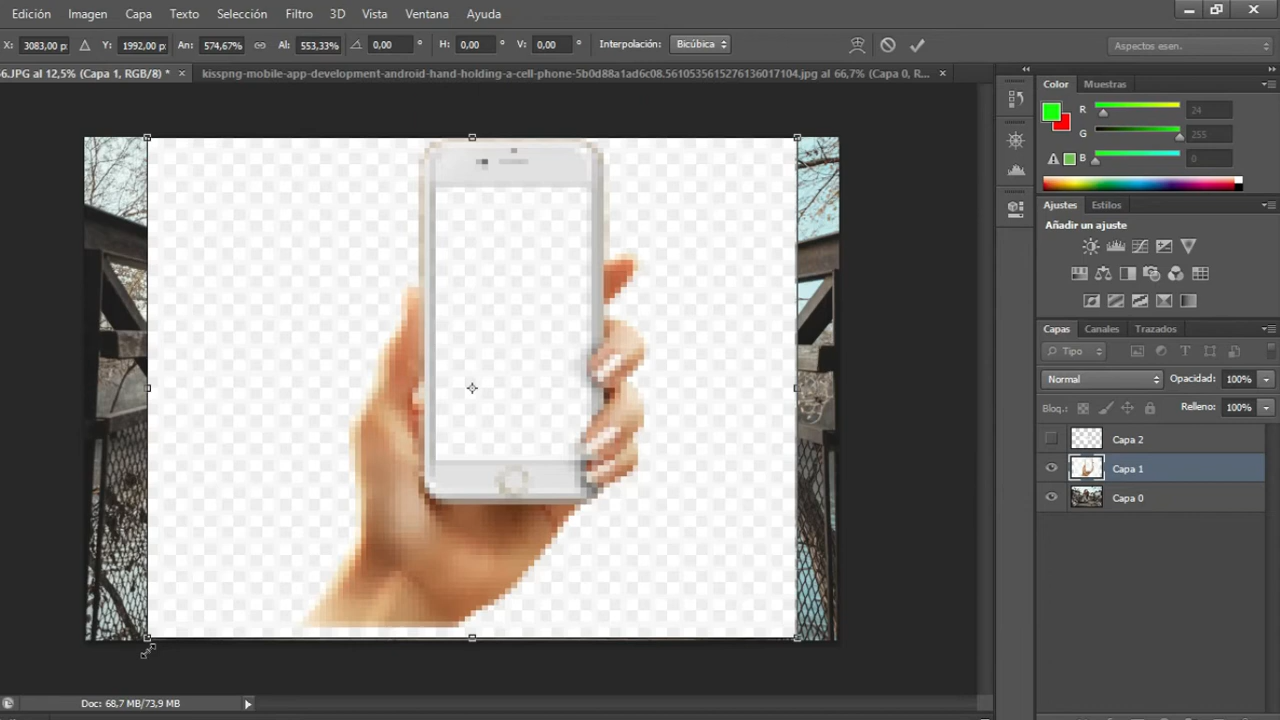 Edición Imagen Capa Texto Selección Filtro 3D Vista Ventana Ayuda
X: 3083,00 p: Y: 1992,00 p: An: 574,67% Al: 553,33% 0,00 ° H: 0,00 ° V: 0,00 ° Interpolación: Bicúbica Aspectos esen.
6.JPG al 12,5% (Capa 1, RGB/8) * × kisspng-mobile-app-development-android-hand-holding-a-cell-phone-5b0d88a1ad6c08.5610535615276136017104.jpg al 66,7% (Capa 0, R... ×
Color Muestras
R 24
G 255
B 0
Ajustes Estilos
Añadir un ajuste
Capas Canales Trazados
Tipo
Normal Opacidad: 100%
Bloq.: Relleno: 100%
Capa 2
Capa 1
Capa 0
Doc: 68,7 MB/73,9 MB